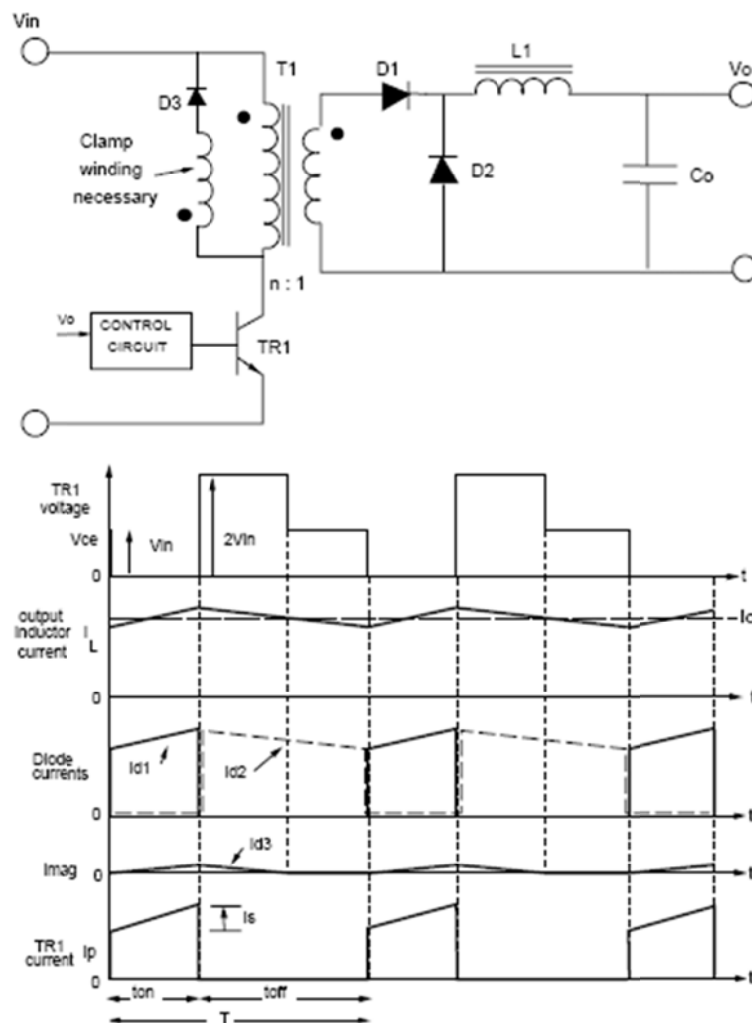 Vin
T1
D1
L1
Vo
D3
Clamp
winding
necessary
D2
Co
n : 1
Vo
CONTROL
CIRCUIT
TR1
TR1
voltage
Vce
Vin
2Vin
0
t
output
Inductor
current
I
L
Io
0
t
Diode
currents
Id1
Id2
0
t
Imag
0
Id3
t
TR1
current
Ip
Is
0
t
ton
toff
T